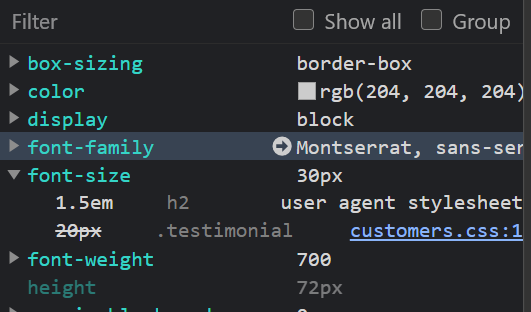 Filter Show all Group
box-sizing border-box
color rgb(204, 204, 204)
display block
font-family Montserrat, sans-ser
font-size 30px
1.5em h2 user agent stylesheet
20px .testimonial customers.css:1
font-weight 700
height 72px